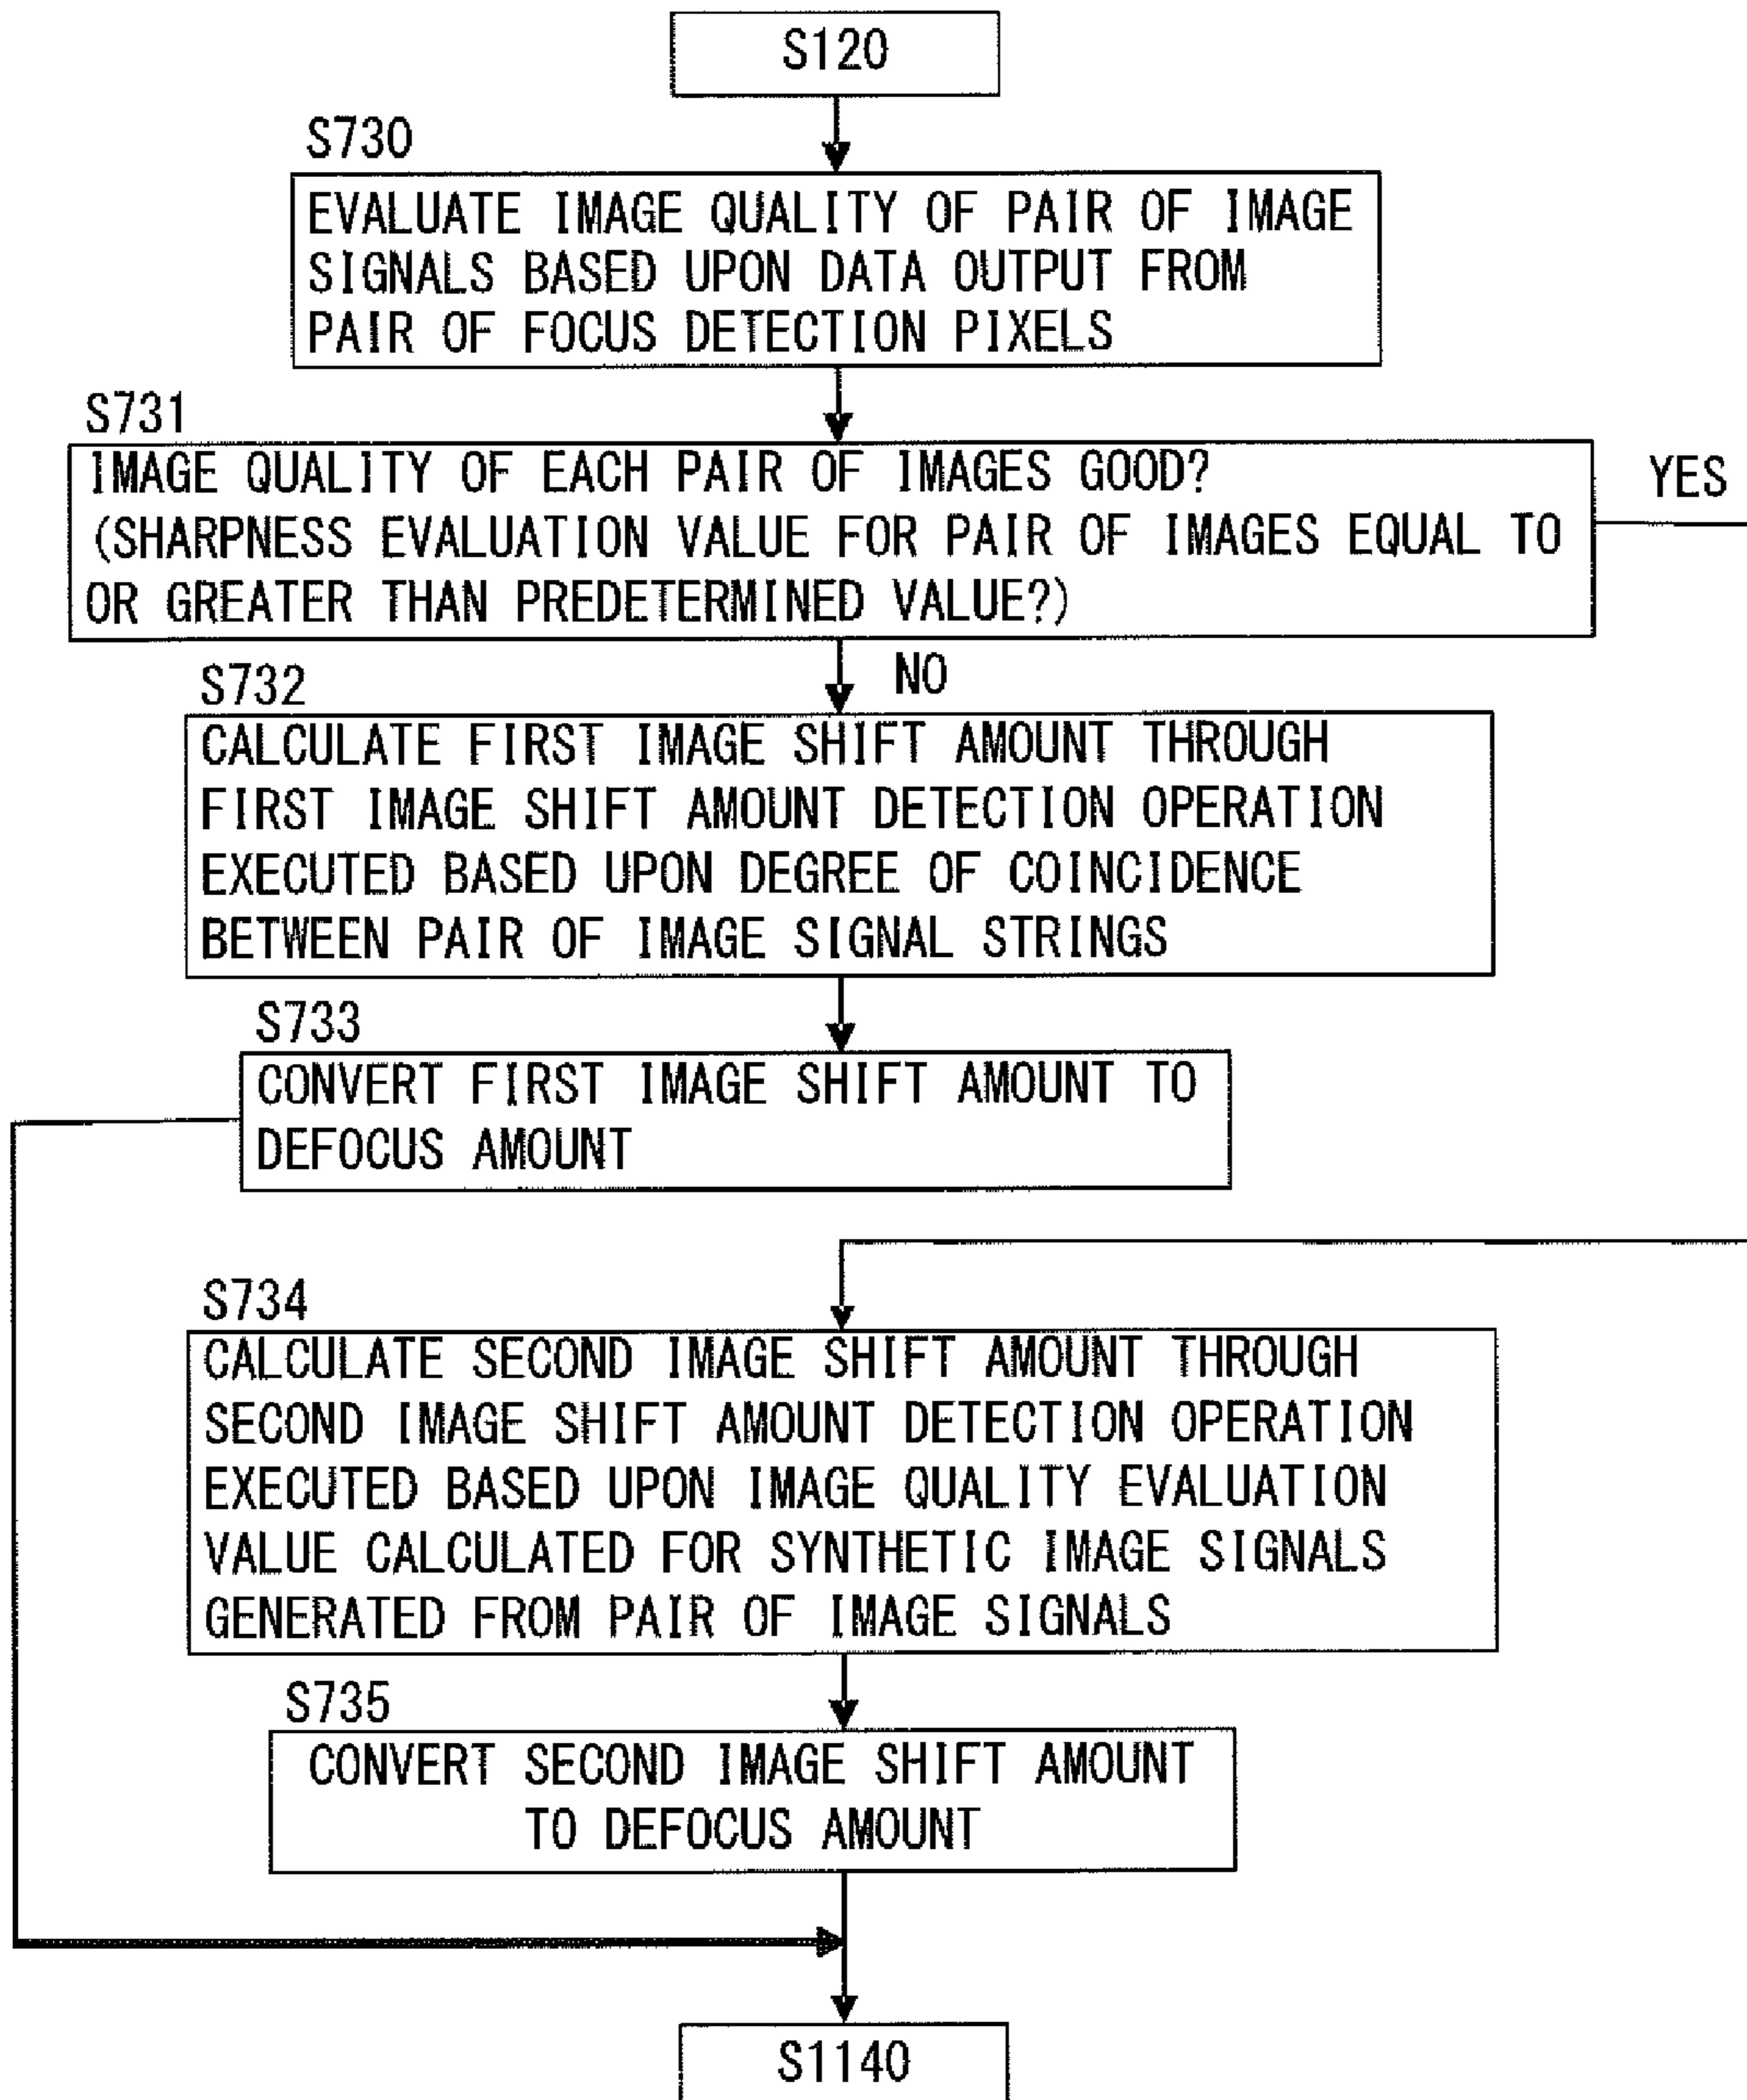 S120
S730
EVALUATE IMAGE QUALITY OF PAIR OF IMAGE
SIGNALS BASED UPON DATA OUTPUT FROM
PAIR OF FOCUS DETECTION PIXELS
S731
IMAGE QUALITY OF EACH PAIR OF IMAGES GOOD?
(SHARPNESS EVALUATION VALUE FOR PAIR OF IMAGES EQUAL TO
OR GREATER THAN PREDETERMINED VALUE?)
YES
NO
S732
CALCULATE FIRST IMAGE SHIFT AMOUNT THROUGH
FIRST IMAGE SHIFT AMOUNT DETECTION OPERATION
EXECUTED BASED UPON DEGREE OF COINCIDENCE
BETWEEN PAIR OF IMAGE SIGNAL STRINGS
S733
CONVERT FIRST IMAGE SHIFT AMOUNT TO
DEFOCUS AMOUNT
S734
CALCULATE SECOND IMAGE SHIFT AMOUNT THROUGH
SECOND IMAGE SHIFT AMOUNT DETECTION OPERATION
EXECUTED BASED UPON IMAGE QUALITY EVALUATION
VALUE CALCULATED FOR SYNTHETIC IMAGE SIGNALS
GENERATED FROM PAIR OF IMAGE SIGNALS
S735
CONVERT SECOND IMAGE SHIFT AMOUNT
TO DEFOCUS AMOUNT
S1140